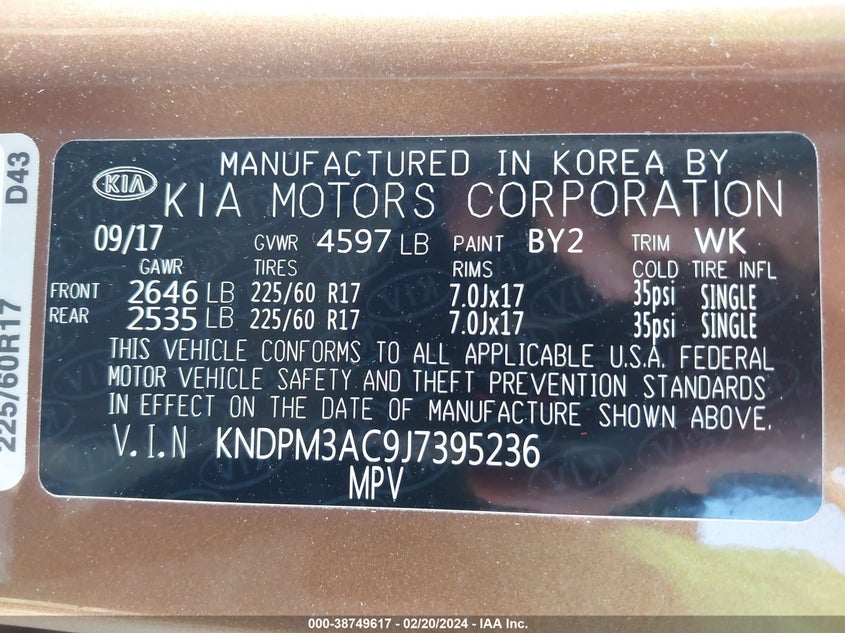 MANUFACTURED IN KOREA BY
KIA KIA MOTORS CORPORATION
09/17 GVWR 4597 LB PAINT BY2 TRIM WK
GAWR TIRES RIMS COLD TIRE INFL
FRONT 2646 LB 225/60 R17 7.0Jx17 35psi SINGLE
REAR 2535 LB 225/60 R17 7.0Jx17 35psi SINGLE
THIS VEHICLE CONFORMS TO ALL APPLICABLE U.S.A. FEDERAL
MOTOR VEHICLE SAFETY AND THEFT PREVENTION STANDARDS
IN EFFECT ON THE DATE OF MANUFACTURE SHOWN ABOVE.
V.I.N KNDPM3AC9J7395236
MPV
225/60R17 D43
000-38749617 - 02/20/2024 - IAA Inc.